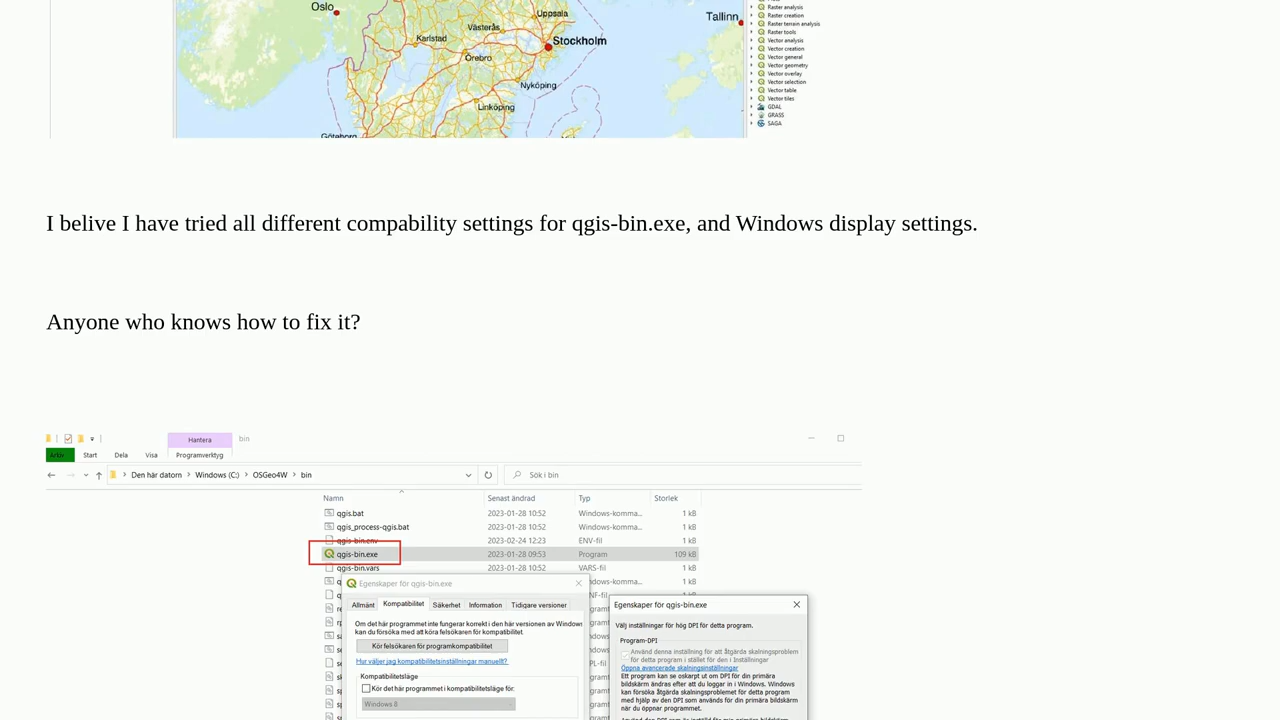 Oslo
Uppsala
Tallinn
Västerås
Karlstad
Stockholm
Örebro
Nyköping
Linköping
Göteborg
Raster analysis
Raster creation
Raster terrain analysis
Raster tools
Vector analysis
Vector creation
Vector general
Vector geometry
Vector overlay
Vector selection
Vector table
Vector tiles
GDAL
GRASS
SAGA
I belive I have tried all different compability settings for qgis-bin.exe, and Windows display settings.
Anyone who knows how to fix it?
Hantera bin
Arkiv Start Dela Visa Programverktyg
Den här datorn Windows (C:) OSGeo4W bin Sök i bin
Namn Senast ändrad Typ Storlek
qgis.bat 2023-01-28 10:52 Windows-komma... 1 kB
qgis_process-qgis.bat 2023-01-28 10:52 Windows-komma... 1 kB
qgis-bin.env 2023-02-24 12:23 ENV-fil 1 kB
qgis-bin.exe 2023-01-28 09:53 Program 109 kB
qgis-bin.vars 2023-01-28 10:52 VARS-fil 1 kB
Egenskaper för qgis-bin.exe
Allmänt Kompatibilitet Säkerhet Information Tidigare versioner
Om det här programmet inte fungerar korrekt i den här versionen av Windows
kan du försöka med att köra felsökaren för kompatibilitet.
Kör felsökaren för programkompatibilitet
Hur väljer jag kompatibilitetsinställningar manuellt?
Kompatibilitetsläge
Kör det här programmet i kompatibilitetsläge för:
Windows 8
Egenskaper för qgis-bin.exe
Välj inställningar för hög DPI för detta program.
Program-DPI
Använd denna inställning för att åtgärda skalningsproblem
för detta program i stället för den i Inställningar
Öppna avancerade skalningsinställningar
Ett program kan se oskarpt ut om DPI för din primära
bildskärm ändras efter att du loggar in i Windows. Windows
kan försöka åtgärda skalningsproblemet för detta program
med hjälp av den DPI som används för din primära bildskärm
när du öppnar programmet.